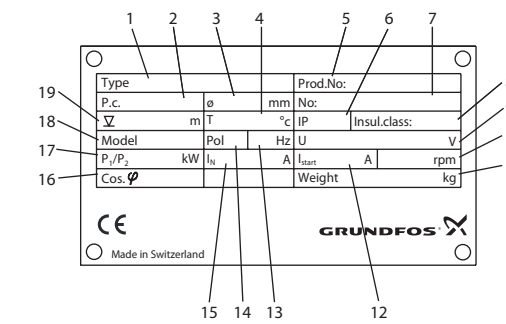 1 2 3 4 5 6 7
Type Prod.No:
P.c. ø mm No:
19 ∇ m T °c IP Insul.class:
18 Model Pol Hz U V
17 P₁/P₂ kW I_N A I_start A rpm
16 Cos.φ Weight kg
CE GRUNDFOS
Made in Switzerland
15 14 13 12